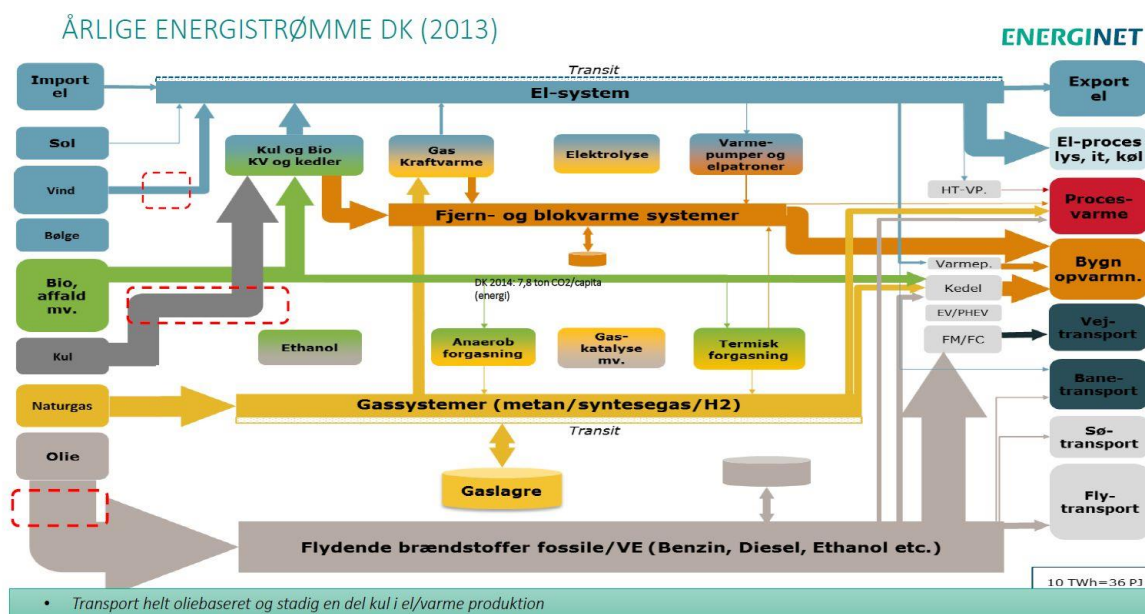 ÅRLIGE ENERGISTRØMME DK (2013)
ENERGINET
Transit
Import
el
El-system
Export
el
Sol
Kul og Bio
KV og kedler
Gas
Kraftvarme
Elektrolyse
Varme-
pumper og
elpatroner
El-proces
lys, it, køl
Vind
HT-VP.
Proces-
varme
Fjern- og blokvarme systemer
Bølge
Bio,
affald
mv.
Varmep.
Bygn
opvarmn.
DK 2014: 7,8 ton CO2/capita
(energi)
Kedel
EV/PHEV
Vej-
transport
Kul
Ethanol
Anaerob
forgasning
Gas-
katalyse
mv.
Termisk
forgasning
FM/FC
Bane-
transport
Naturgas
Gassystemer (metan/syntesegas/H2)
Transit
Sø-
transport
Olie
Gaslagre
Fly-
transport
Flydende brændstoffer fossile/VE (Benzin, Diesel, Ethanol etc.)
10 TWh=36 PJ
• Transport helt oliebaseret og stadig en del kul i el/varme produktion